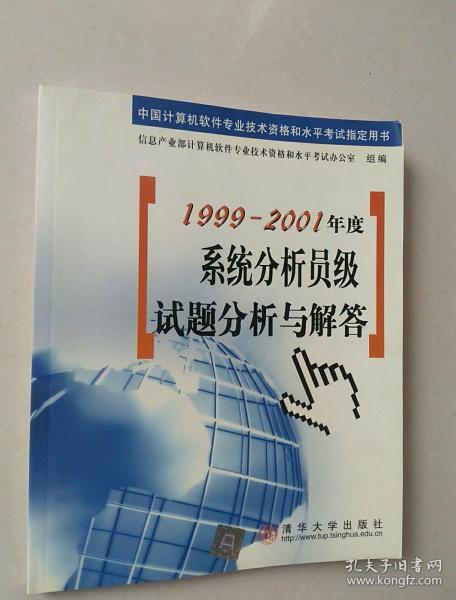 中国计算机软件专业技术资格和水平考试指定用书
信息产业部计算机软件专业技术资格和水平考试办公室 组编
1999-2001年度
系统分析员级
试题分析与解答
清华大学出版社
http://www.tup.tsinghua.edu.cn
孔夫子旧书网
www.kongfz.com